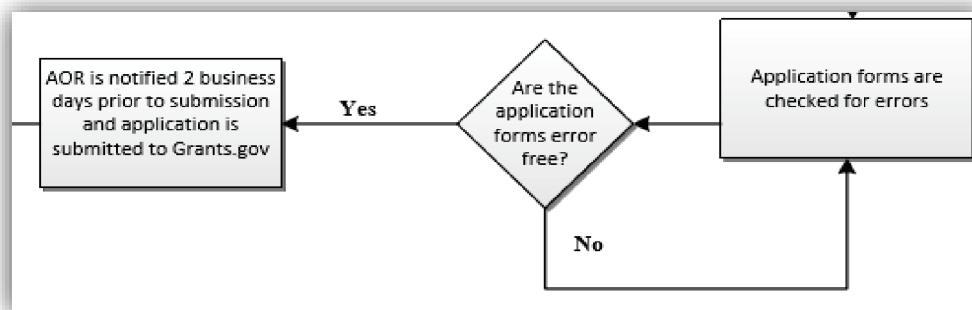 AOR is notified 2 business
days prior to submission
and application is
submitted to Grants.gov
Yes
Are the
application
forms error
free?
Application forms are
checked for errors
No